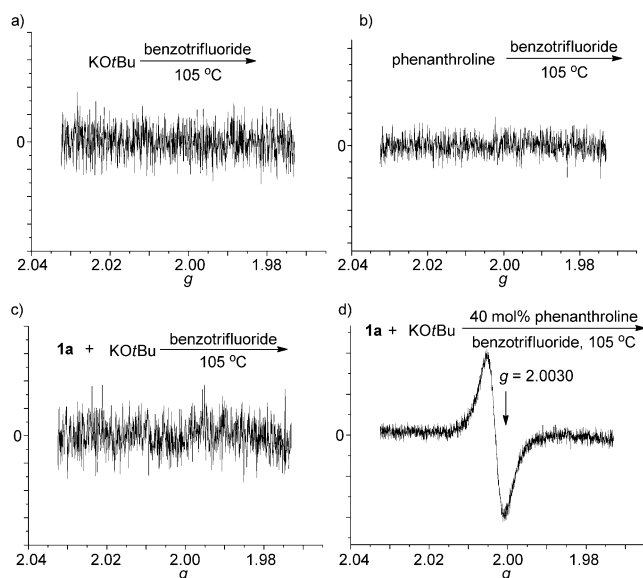 a)
KOtBu
benzotrifluoride
105 °C
0
2.04 2.02 2.00 1.98
g
b)
phenanthroline
benzotrifluoride
105 °C
0
2.04 2.02 2.00 1.98
g
c)
1a + KOtBu
benzotrifluoride
105 °C
0
2.04 2.02 2.00 1.98
g
d)
1a + KOtBu
40 mol% phenanthroline
benzotrifluoride, 105 °C
g = 2.0030
0
2.04 2.02 2.00 1.98
g